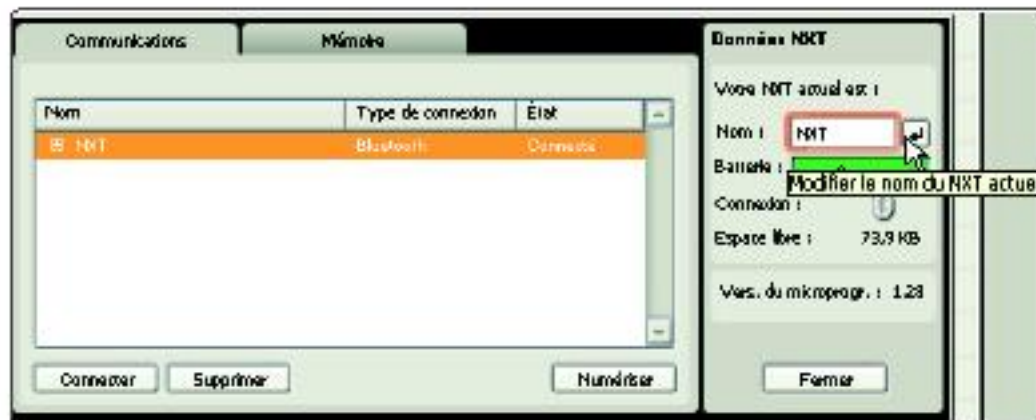 Communications
Mémoire
Nom
Type de connexion
État
NXT
Bluetooth
Connecté
Connecter
Supprimer
Numériser
Données NXT
Votre NXT actuel est :
Nom :
NXT
Batterie :
Modifier le nom du NXT actue
Connexion :
Espace libre :
73,9 KB
Vers. du microprogr. :
1.28
Fermer